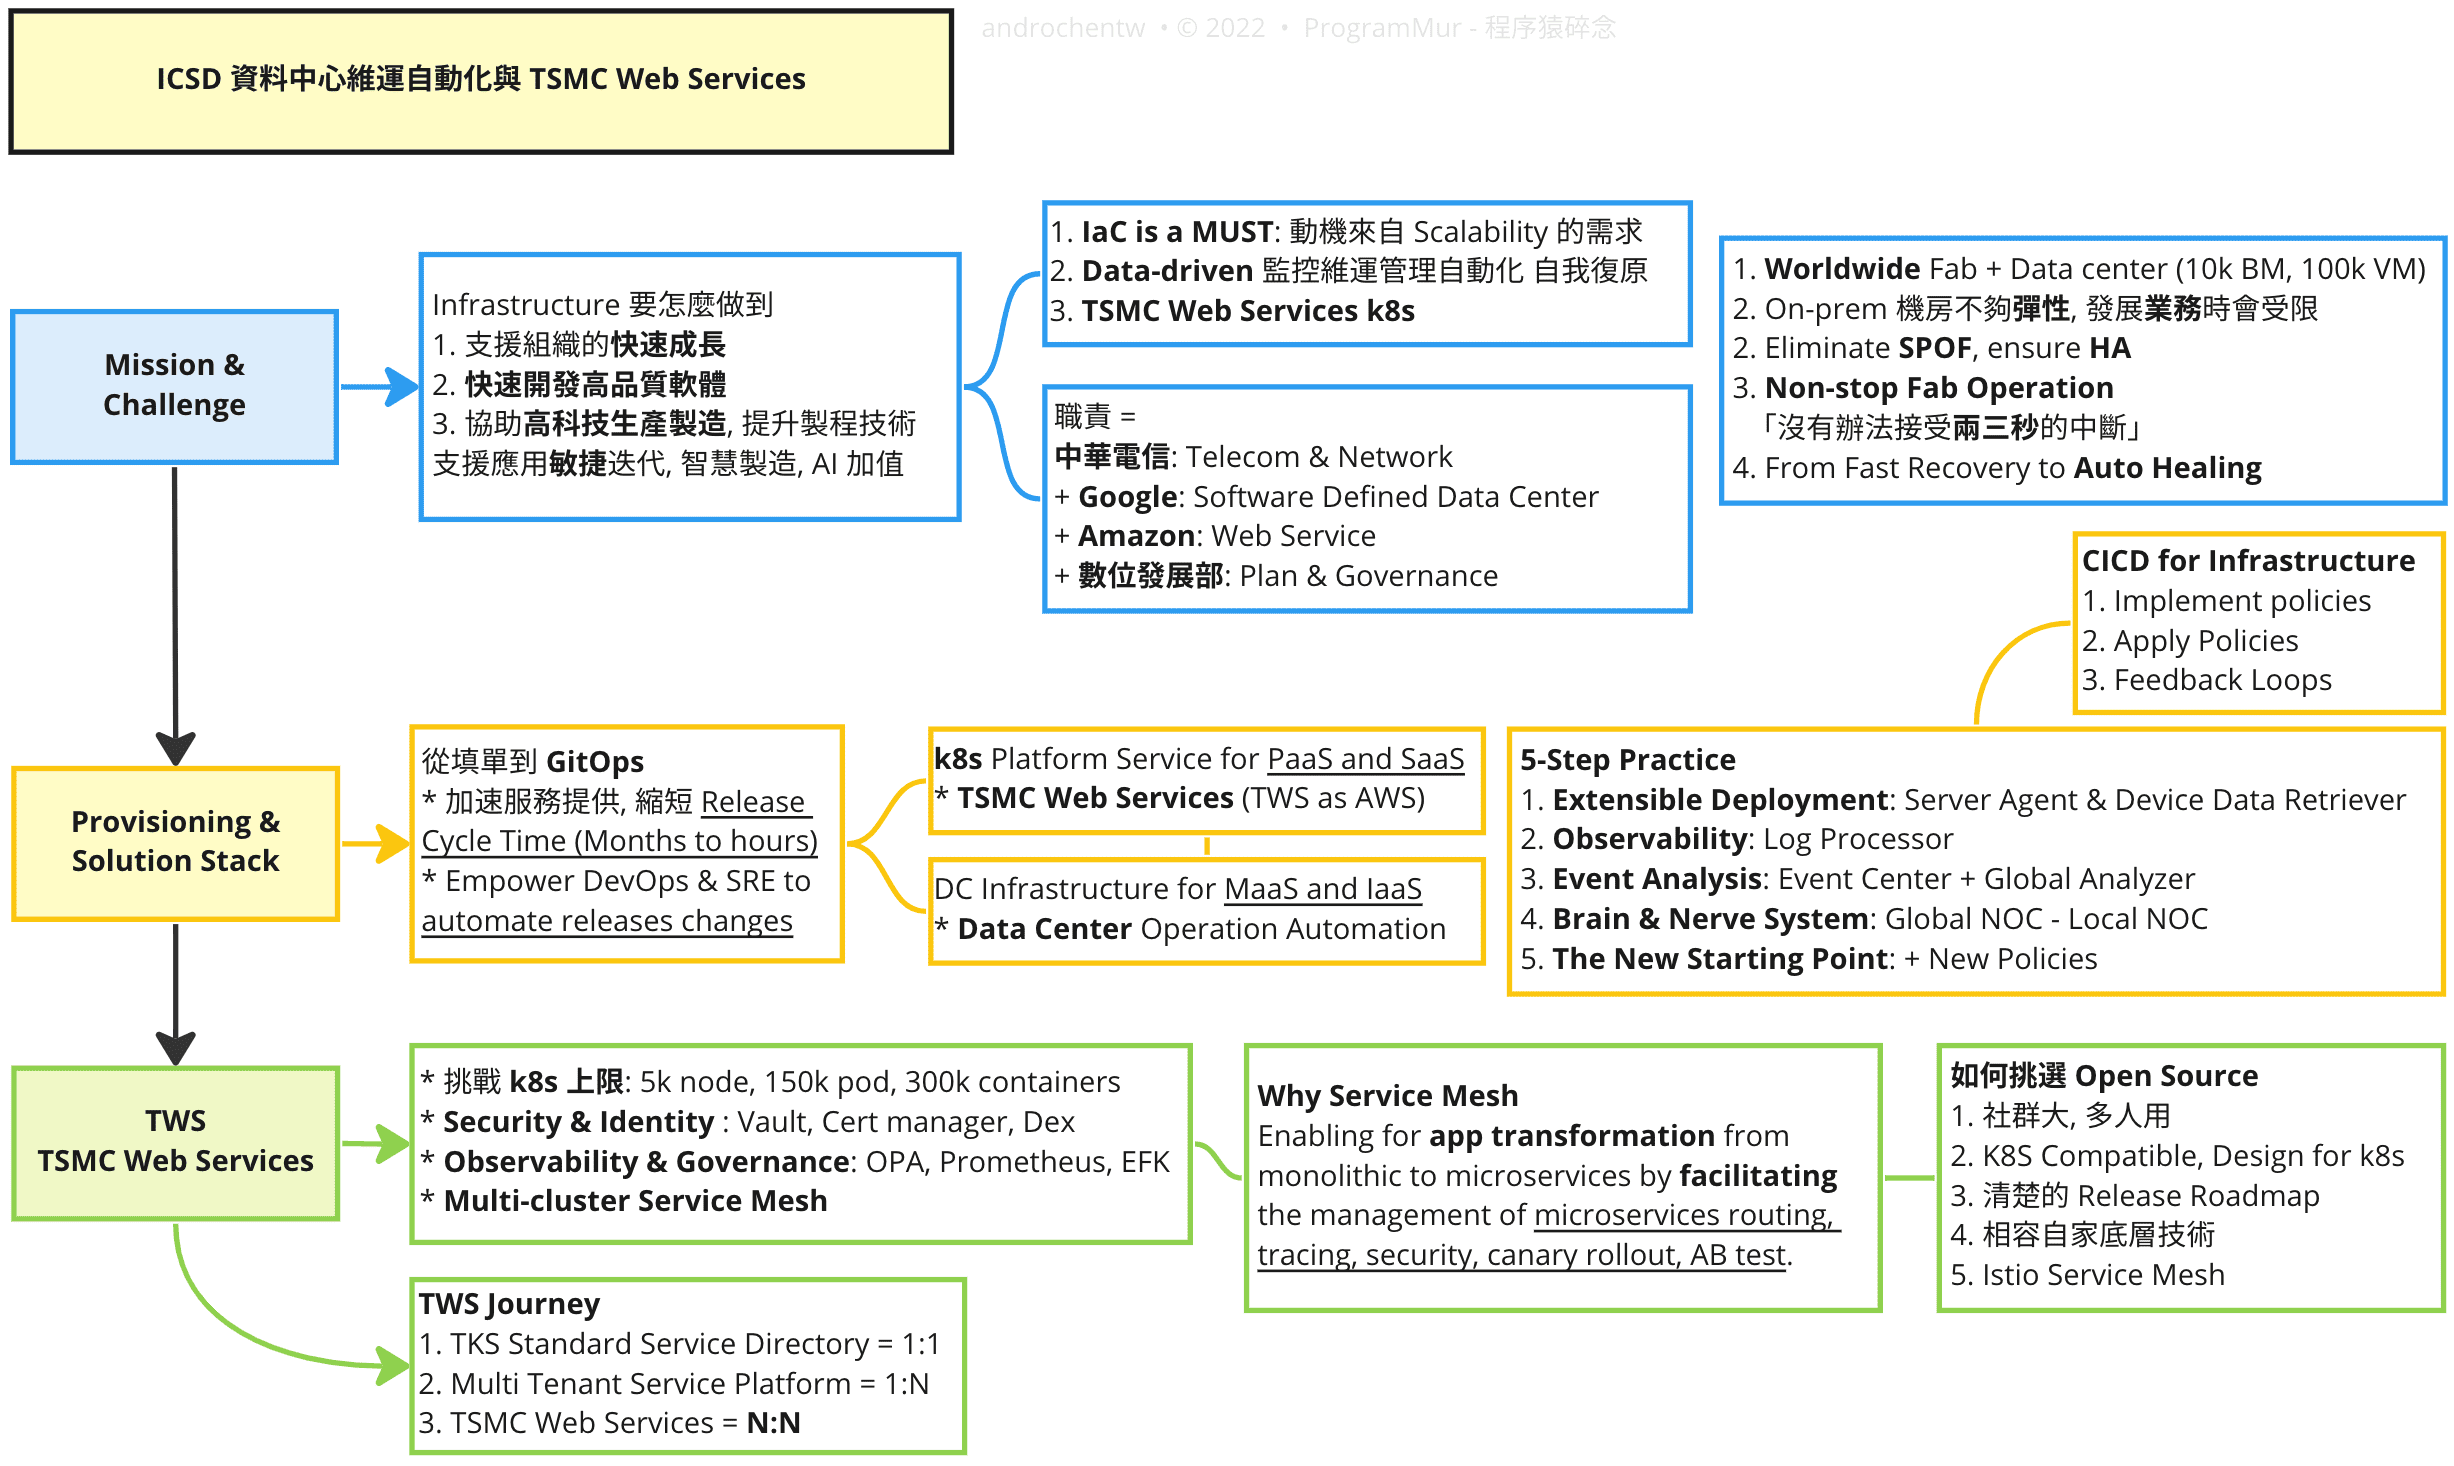 androchentw • © 2022 • ProgramMur - 程序猿碎念
ICSD 資料中心維運自動化與 TSMC Web Services
Mission &
Challenge
Infrastructure 要怎麼做到
1. 支援組織的快速成長
2. 快速開發高品質軟體
3. 協助高科技生產製造, 提升製程技術
支援應用敏捷迭代, 智慧製造, AI 加值
1. IaC is a MUST: 動機來自 Scalability 的需求
2. Data-driven 監控維運管理自動化 自我復原
3. TSMC Web Services k8s
職責 =
中華電信: Telecom & Network
+ Google: Software Defined Data Center
+ Amazon: Web Service
+ 數位發展部: Plan & Governance
1. Worldwide Fab + Data center (10k BM, 100k VM)
2. On-prem 機房不夠彈性, 發展業務時會受限
2. Eliminate SPOF, ensure HA
3. Non-stop Fab Operation
「沒有辦法接受兩三秒的中斷」
4. From Fast Recovery to Auto Healing
Provisioning &
Solution Stack
從填單到 GitOps
* 加速服務提供, 縮短 Release
Cycle Time (Months to hours)
* Empower DevOps & SRE to
automate releases changes
k8s Platform Service for PaaS and SaaS
* TSMC Web Services (TWS as AWS)
DC Infrastructure for MaaS and IaaS
* Data Center Operation Automation
CICD for Infrastructure
1. Implement policies
2. Apply Policies
3. Feedback Loops
5-Step Practice
1. Extensible Deployment: Server Agent & Device Data Retriever
2. Observability: Log Processor
3. Event Analysis: Event Center + Global Analyzer
4. Brain & Nerve System: Global NOC - Local NOC
5. The New Starting Point: + New Policies
TWS
TSMC Web Services
* 挑戰 k8s 上限: 5k node, 150k pod, 300k containers
* Security & Identity : Vault, Cert manager, Dex
* Observability & Governance: OPA, Prometheus, EFK
* Multi-cluster Service Mesh
Why Service Mesh
Enabling for app transformation from
monolithic to microservices by facilitating
the management of microservices routing,
tracing, security, canary rollout, AB test.
如何挑選 Open Source
1. 社群大, 多人用
2. K8S Compatible, Design for k8s
3. 清楚的 Release Roadmap
4. 相容自家底層技術
5. Istio Service Mesh
TWS Journey
1. TKS Standard Service Directory = 1:1
2. Multi Tenant Service Platform = 1:N
3. TSMC Web Services = N:N